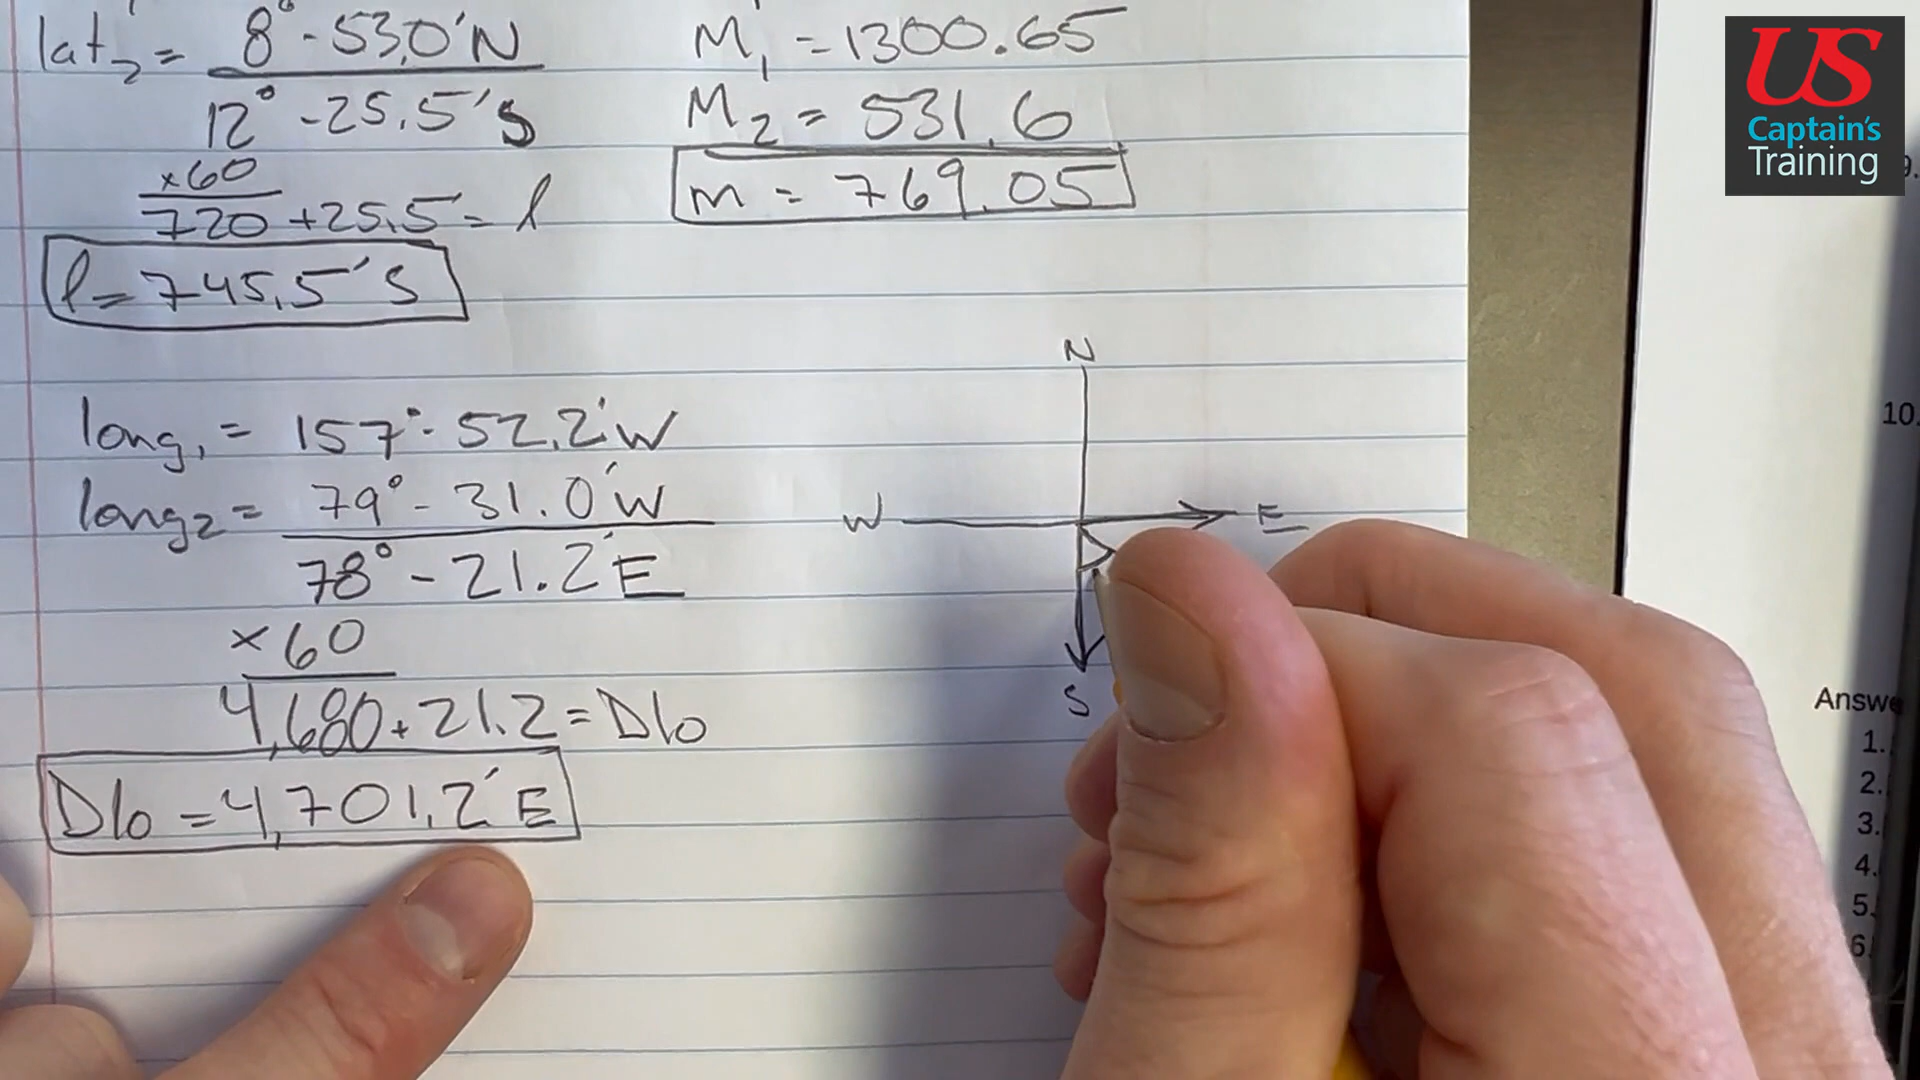 lat₂ = 8° - 53.0' N
12° - 25.5' S
x60
720 + 25.5 = l
l = 745.5' S
M₁ = 1300.65
M₂ = 531.6
m = 769.05
long₁ = 157° - 52.2' W
long₂ = 79° - 31.0' W
78° - 21.2' E
x 60
4,680 + 21.2 = Dlo
Dlo = 4,701.2' E
N
W E
S
US
Captain's
Training
9.
10.
Answe
1.
2.
3.
4.
5.
6